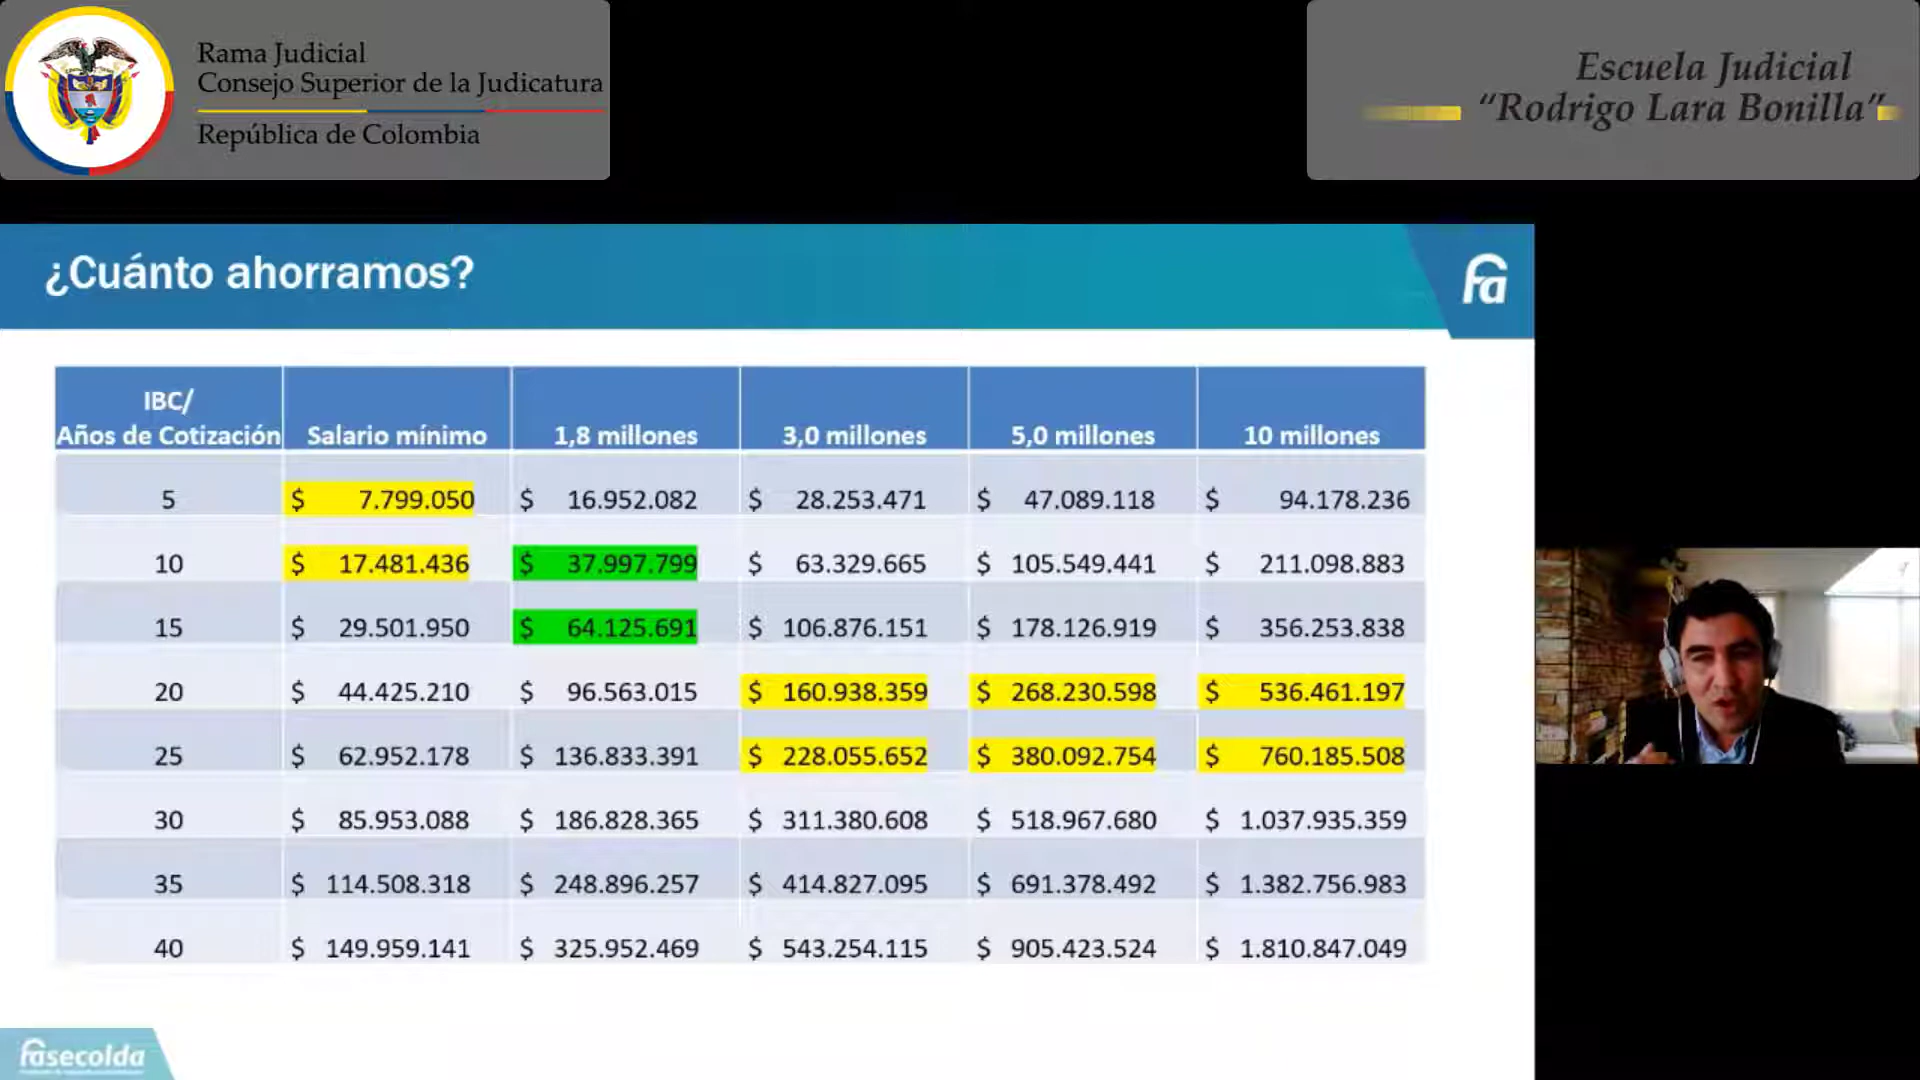 Rama Judicial
Consejo Superior de la Judicatura
República de Colombia
Escuela Judicial
“Rodrigo Lara Bonilla”
¿Cuánto ahorramos?
fa
IBC/
Años de Cotización Salario mínimo 1,8 millones 3,0 millones 5,0 millones 10 millones
5 $ 7.799.050 $ 16.952.082 $ 28.253.471 $ 47.089.118 $ 94.178.236
10 $ 17.481.436 $ 37.997.799 $ 63.329.665 $ 105.549.441 $ 211.098.883
15 $ 29.501.950 $ 64.125.691 $ 106.876.151 $ 178.126.919 $ 356.253.838
20 $ 44.425.210 $ 96.563.015 $ 160.938.359 $ 268.230.598 $ 536.461.197
25 $ 62.952.178 $ 136.833.391 $ 228.055.652 $ 380.092.754 $ 760.185.508
30 $ 85.953.088 $ 186.828.365 $ 311.380.608 $ 518.967.680 $ 1.037.935.359
35 $ 114.508.318 $ 248.896.257 $ 414.827.095 $ 691.378.492 $ 1.382.756.983
40 $ 149.959.141 $ 325.952.469 $ 543.254.115 $ 905.423.524 $ 1.810.847.049
fasecolda